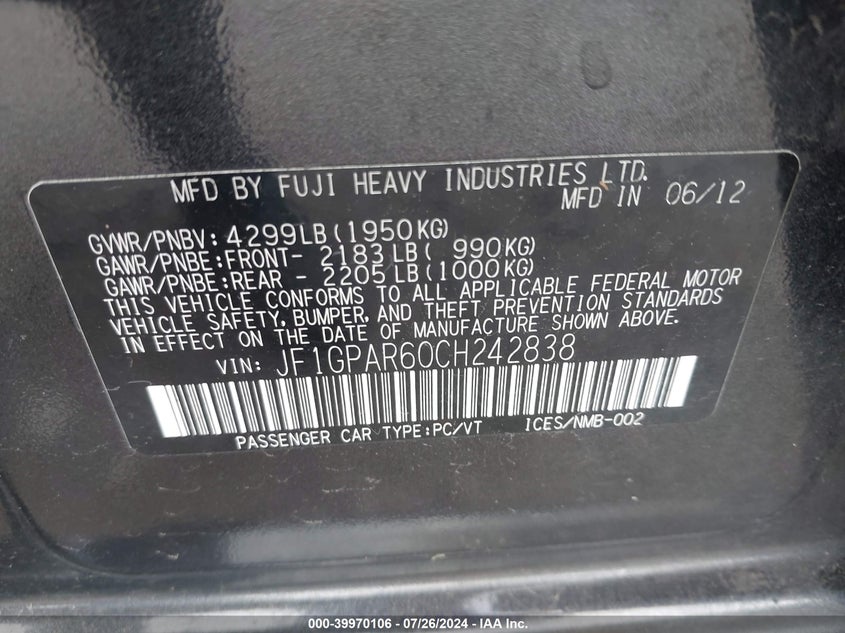 MFD BY FUJI HEAVY INDUSTRIES LTD.
MFD IN 06/12
GVWR/PNBV: 4299LB(1950KG)
GAWR/PNBE:FRONT- 2183LB( 990KG)
GAWR/PNBE:REAR - 2205LB(1000KG)
THIS VEHICLE CONFORMS TO ALL APPLICABLE FEDERAL MOTOR
VEHICLE SAFETY,BUMPER,AND THEFT PREVENTION STANDARDS
IN EFFECT ON THE DATE OF MANUFACTURE SHOWN ABOVE.
VIN: JF1GPAR60CH242838
PASSENGER CAR TYPE:PC/VT ICES/NMB-002
000-39970106 - 07/26/2024 - IAA Inc.